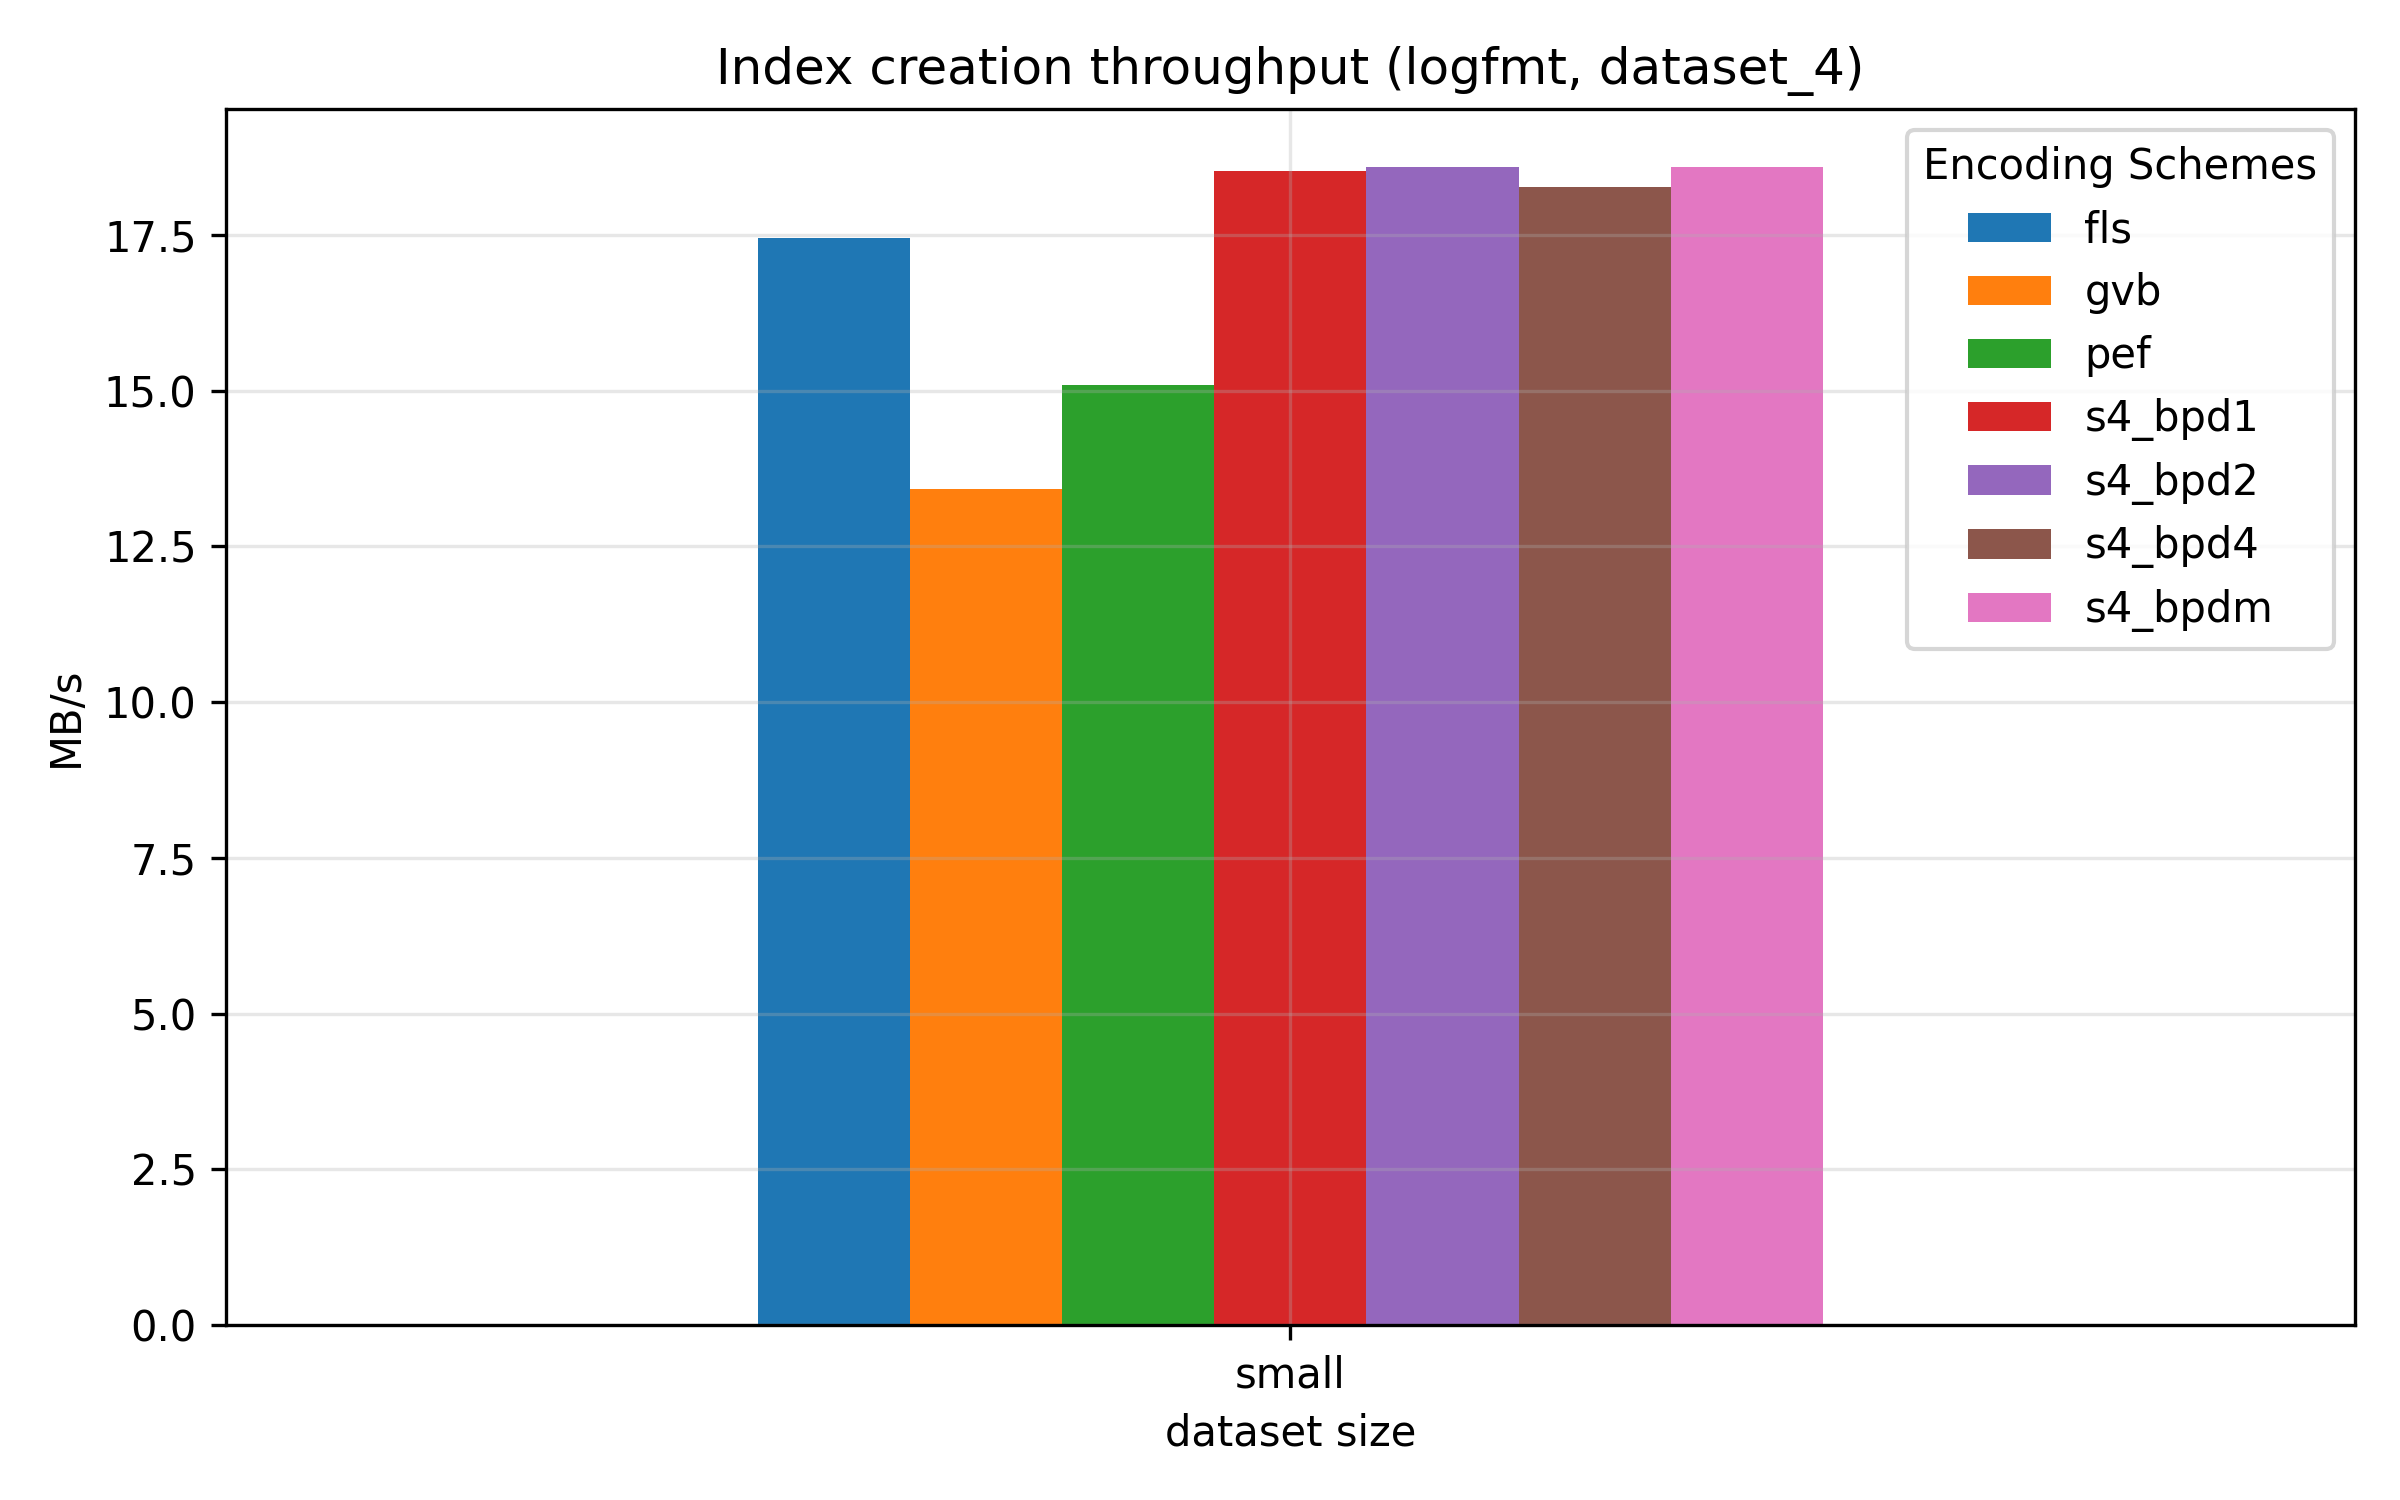 Index creation throughput (logfmt, dataset_4)
Encoding Schemes
fls
gvb
pef
s4_bpd1
s4_bpd2
s4_bpd4
s4_bpdm
MB/s
17.5
15.0
12.5
10.0
7.5
5.0
2.5
0.0
small
dataset size